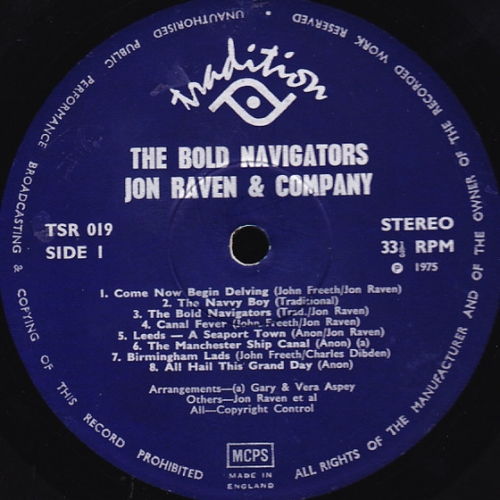 tradition
THE BOLD NAVIGATORS
JON RAVEN & COMPANY
TSR 019
SIDE 1
STEREO
33⅓ RPM
Ⓟ 1975
1. Come Now Begin Delving (John Freeth/Jon Raven)
2. The Navvy Boy (Traditional)
3. The Bold Navigators (Trad./Jon Raven)
4. Canal Fever (John Freeth/Jon Raven)
5. Leeds — A Seaport Town (Anon/Jon Raven)
6. The Manchester Ship Canal (Anon) (a)
7. Birmingham Lads (John Freeth/Charles Dibden)
8. All Hail This Grand Day (Anon)
Arrangements—(a) Gary & Vera Aspey
Others—Jon Raven et al
All—Copyright Control
MCPS
MADE IN
ENGLAND
ALL RIGHTS OF THE MANUFACTURER AND OF THE OWNER OF THE RECORDED WORK RESERVED UNAUTHORISED PUBLIC PERFORMANCE BROADCASTING & COPYING OF THIS RECORD PROHIBITED